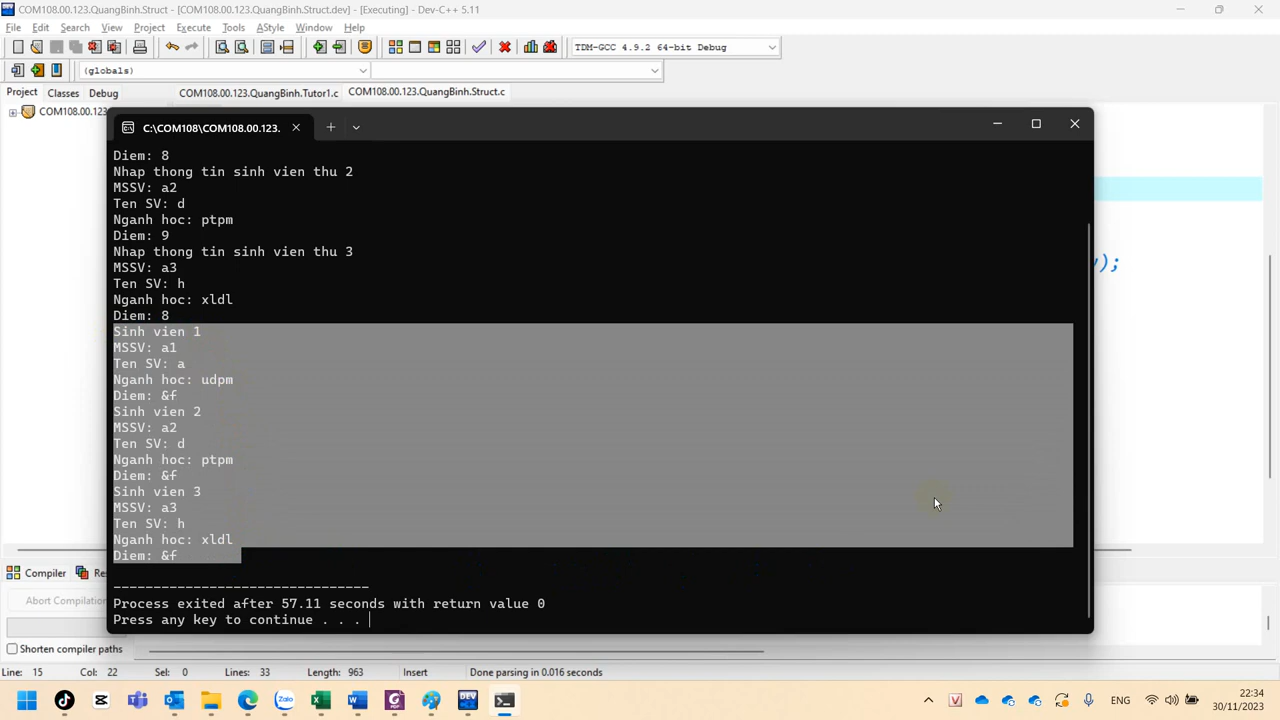 COM108.00.123.QuangBinh.Struct - [COM108.00.123.QuangBinh.Struct.dev] - [Executing] - Dev-C++ 5.11
File Edit Search View Project Execute Tools AStyle Window Help
TDM-GCC 4.9.2 64-bit Debug
(globals)
Project Classes Debug COM108.00.123.QuangBinh.Tutor1.c COM108.00.123.QuangBinh.Struct.c
COM108.00.123.
C:\COM108\COM108.00.123.
Diem: 8
Nhap thong tin sinh vien thu 2
MSSV: a2
Ten SV: d
Nganh hoc: ptpm
Diem: 9
Nhap thong tin sinh vien thu 3
);
MSSV: a3
Ten SV: h
Nganh hoc: xldl
Diem: 8
Sinh vien 1
MSSV: a1
Ten SV: a
Nganh hoc: udpm
Diem: &f
Sinh vien 2
MSSV: a2
Ten SV: d
Nganh hoc: ptpm
Diem: &f
Sinh vien 3
MSSV: a3
Ten SV: h
Nganh hoc: xldl
Diem: &f
Compiler
Abort Compilation
--------------------------------
Process exited after 57.11 seconds with return value 0
Press any key to continue . . .
Shorten compiler paths
Line: 15 Col: 22 Sel: 0 Lines: 33 Length: 963 Insert Done parsing in 0.016 seconds
ENG
22:34
30/11/2023